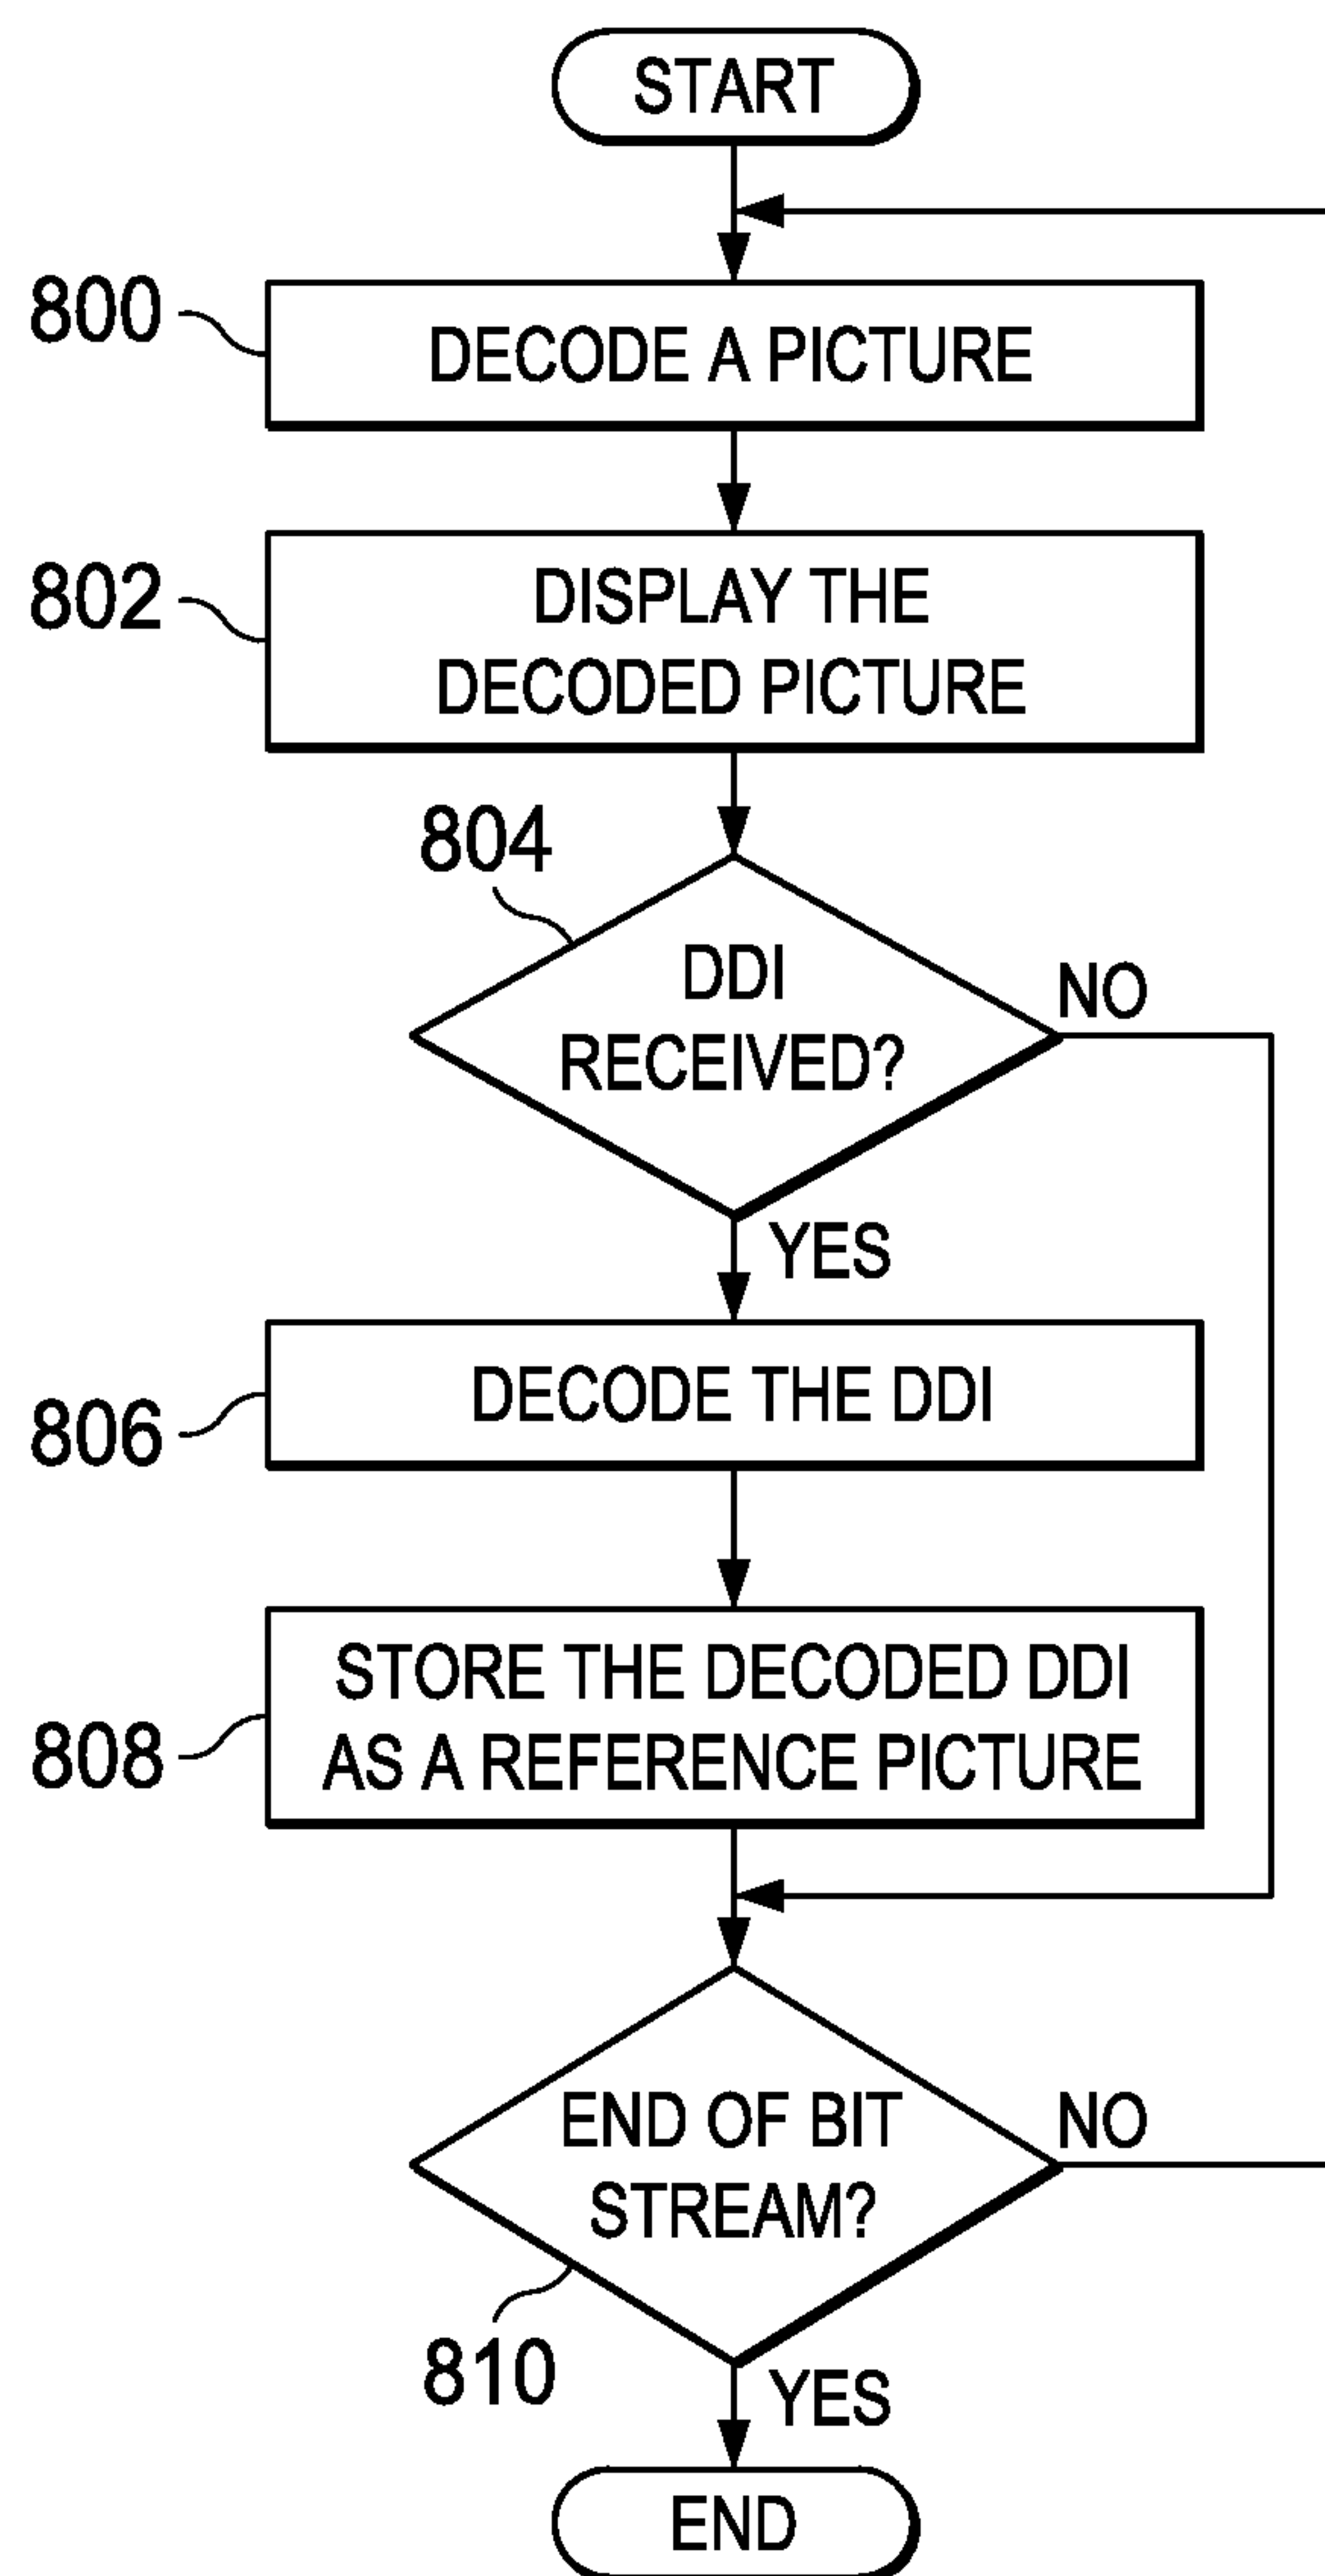 START
800
DECODE A PICTURE
802
DISPLAY THE
DECODED PICTURE
804
DDI
RECEIVED?
NO
YES
806
DECODE THE DDI
808
STORE THE DECODED DDI
AS A REFERENCE PICTURE
END OF BIT
STREAM?
NO
810
YES
END